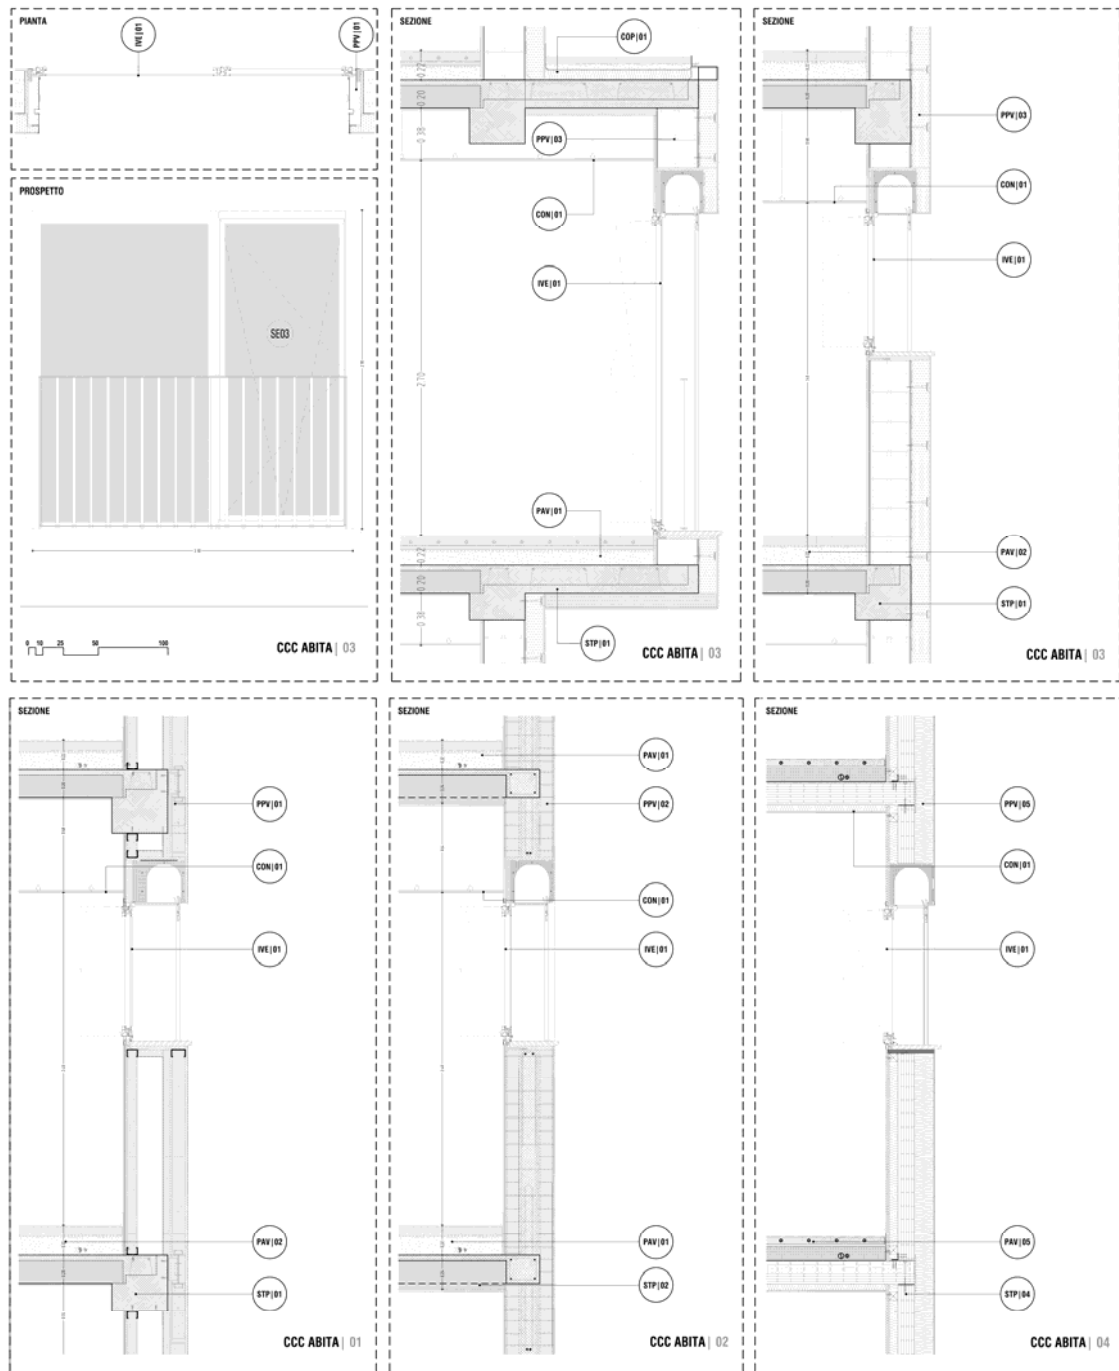 PIANTA
IVE|01
PPV|01
PROSPETTO
SE03
0 10 25 50 100
CCC ABITA | 03
SEZIONE
COP|01
0.22
0.20
0.38
PPV|03
CON|01
IVE|01
2.70
PAV|01
0.22
0.20
0.38
STP|01
CCC ABITA | 03
SEZIONE
PPV|03
CON|01
IVE|01
PAV|02
STP|01
CCC ABITA | 03
SEZIONE
PPV|01
CON|01
IVE|01
PAV|02
STP|01
CCC ABITA | 01
SEZIONE
PAV|01
PPV|02
CON|01
IVE|01
PAV|01
STP|02
CCC ABITA | 02
SEZIONE
PPV|05
CON|01
IVE|01
PAV|05
STP|04
CCC ABITA | 04